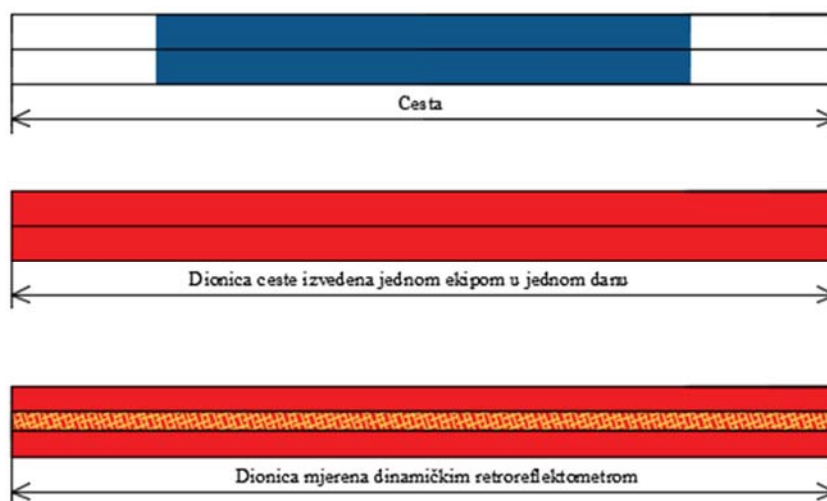 Cesta
Dionica ceste izvedena jednom ekipom u jednom danu
Dionica mjerena dinamičkim retroreflektometrom